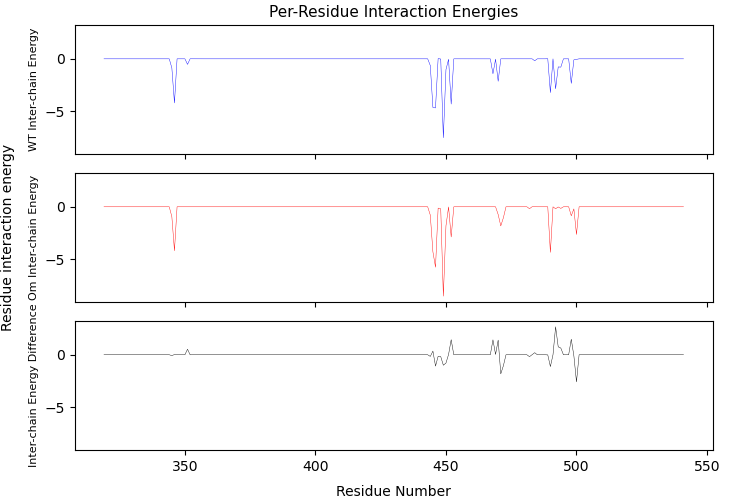 Per-Residue Interaction Energies
Residue interaction energy
WT Inter-chain Energy
0
−5
Om Inter-chain Energy
0
−5
Inter-chain Energy Difference
0
−5
350
400
450
500
550
Residue Number